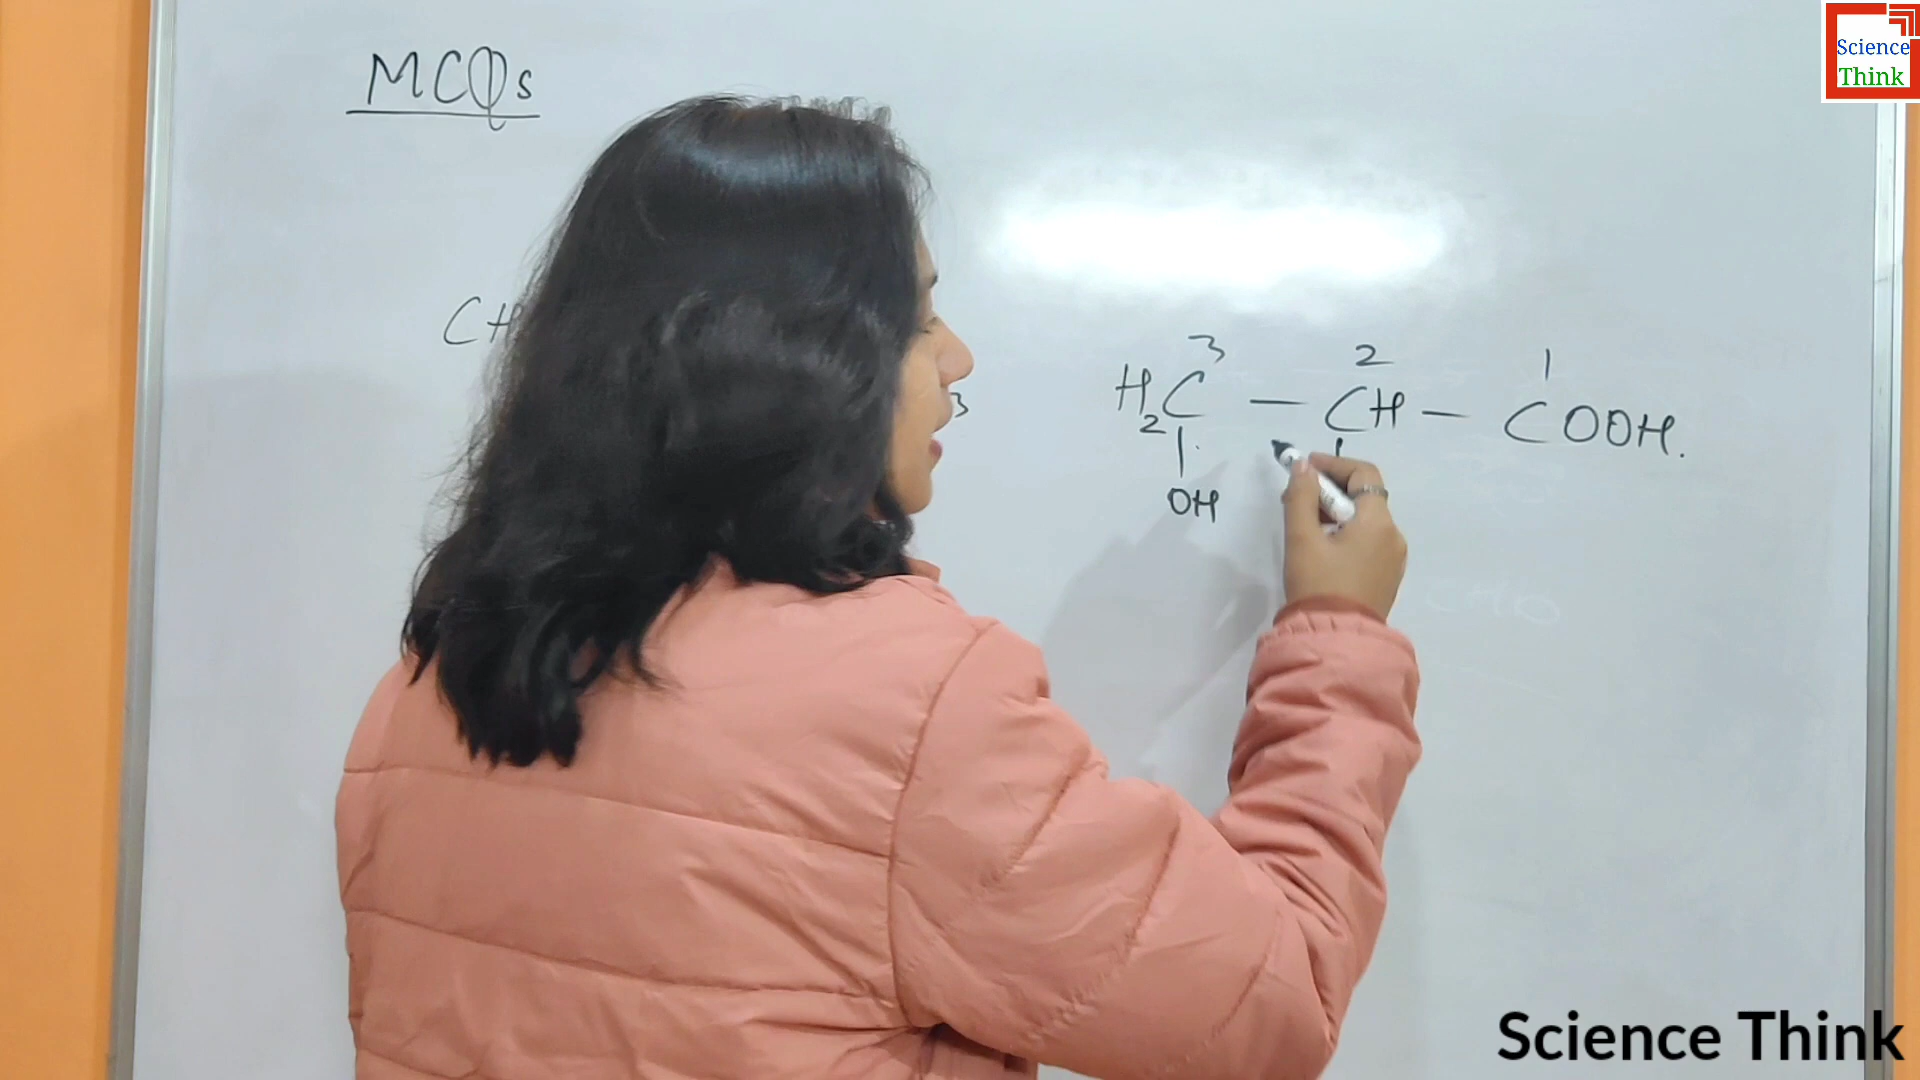 Science
Think
MCQs
CH
3
3 2 1
H2C — CH — COOH.
OH
Science Think